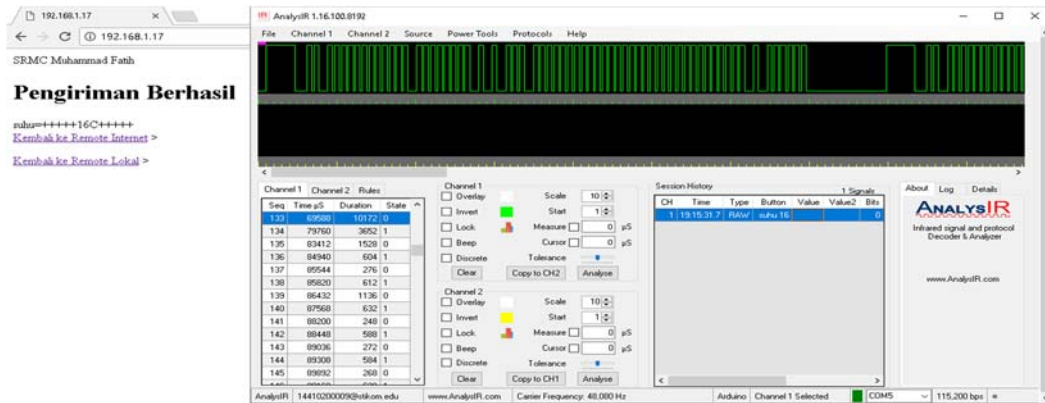 192.168.1.17
192.168.1.17
SRMC Muhammad Fatih
Pengiriman Berhasil
suhu=+++++16C+++++
Kembali ke Remote Internet >
Kembali ke Remote Lokal >
AnalysIR 1.16.100.8192
File Channel 1 Channel 2 Source Power Tools Protocols Help
Channel 1 Channel 2 Rules
Seq Time µS Duration State
133 69580 10172 0
134 79760 3652 1
135 83412 1528 0
136 84940 604 1
137 85544 276 0
138 85820 612 1
139 86432 1136 0
140 87568 632 1
141 88200 248 0
142 88448 588 1
143 89036 272 0
144 89308 584 1
145 89892 268 0
Channel 1
Overlay Scale 10
Invert Start 1
Lock Measure 0 µS
Beep Cursor 0 µS
Discrete Tolerance
Clear Copy to CH2 Analyse
Channel 2
Overlay Scale 10
Invert Start 1
Lock Measure 0 µS
Beep Cursor 0 µS
Discrete Tolerance
Clear Copy to CH1 Analyse
Session History 1 Signals
CH Time Type Button Value Value2 Bits
1 19:15:31.7 RAW suhu 16 0
About Log Details
ANALYSIR
Infrared signal and protocol
Decoder & Analyzer
www.AnalysIR.com
AnalysIR 14410200009@stikom.edu www.AnalysIR.com Carrier Frequency: 40,000 Hz Arduino Channel 1 Selected COM5 115,200 bps